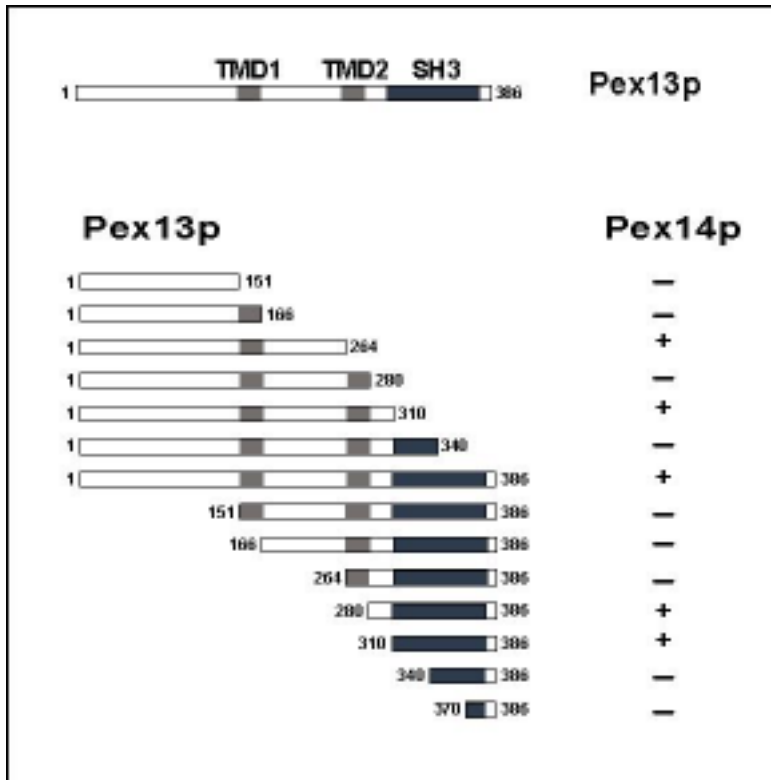 TMD1 TMD2 SH3
1 386 Pex13p
Pex13p Pex14p
1 151 –
1 166 –
1 264 +
1 280 –
1 310 +
1 340 –
1 386 +
151 386 –
166 386 –
264 386 –
280 386 +
310 386 +
340 386 –
370 386 –